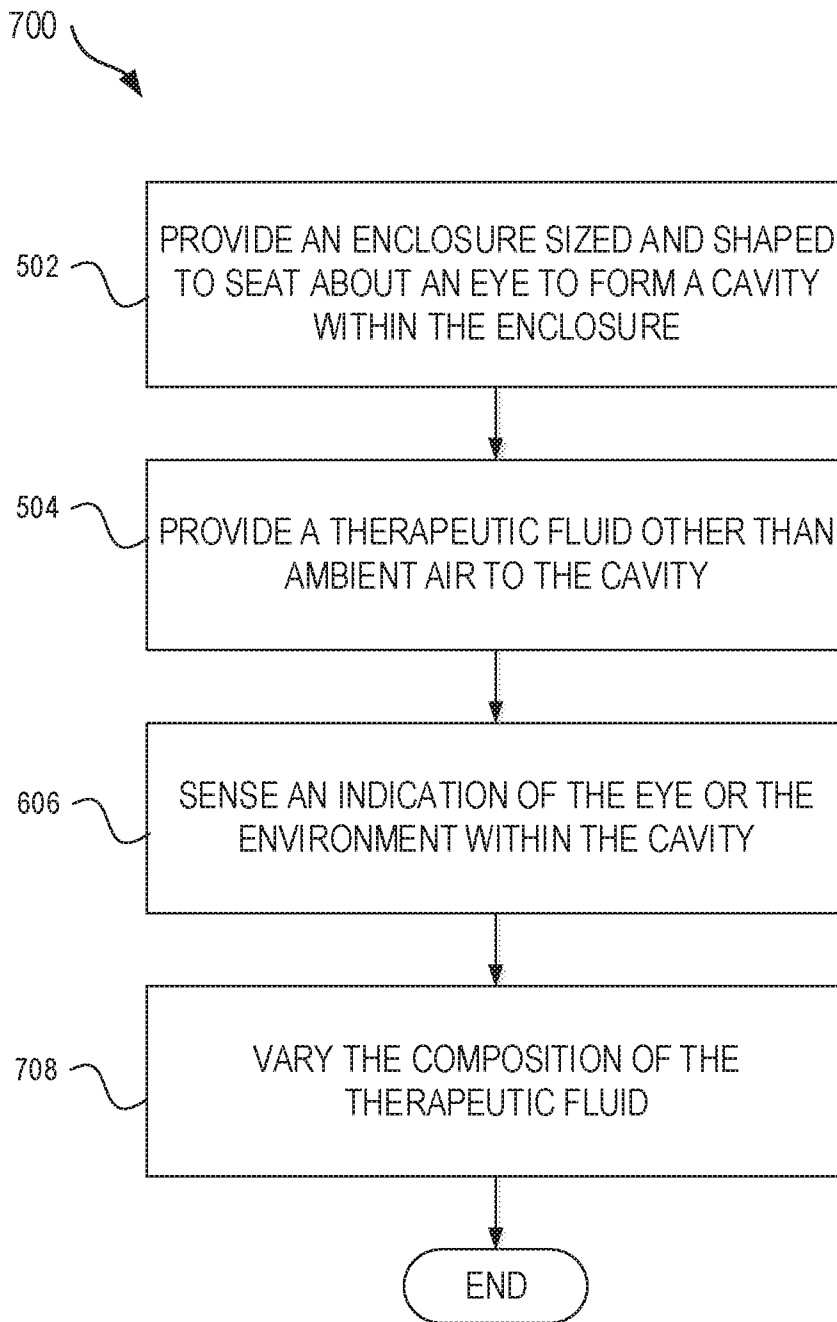 700
502
PROVIDE AN ENCLOSURE SIZED AND SHAPED
TO SEAT ABOUT AN EYE TO FORM A CAVITY
WITHIN THE ENCLOSURE
504
PROVIDE A THERAPEUTIC FLUID OTHER THAN
AMBIENT AIR TO THE CAVITY
606
SENSE AN INDICATION OF THE EYE OR THE
ENVIRONMENT WITHIN THE CAVITY
708
VARY THE COMPOSITION OF THE
THERAPEUTIC FLUID
END